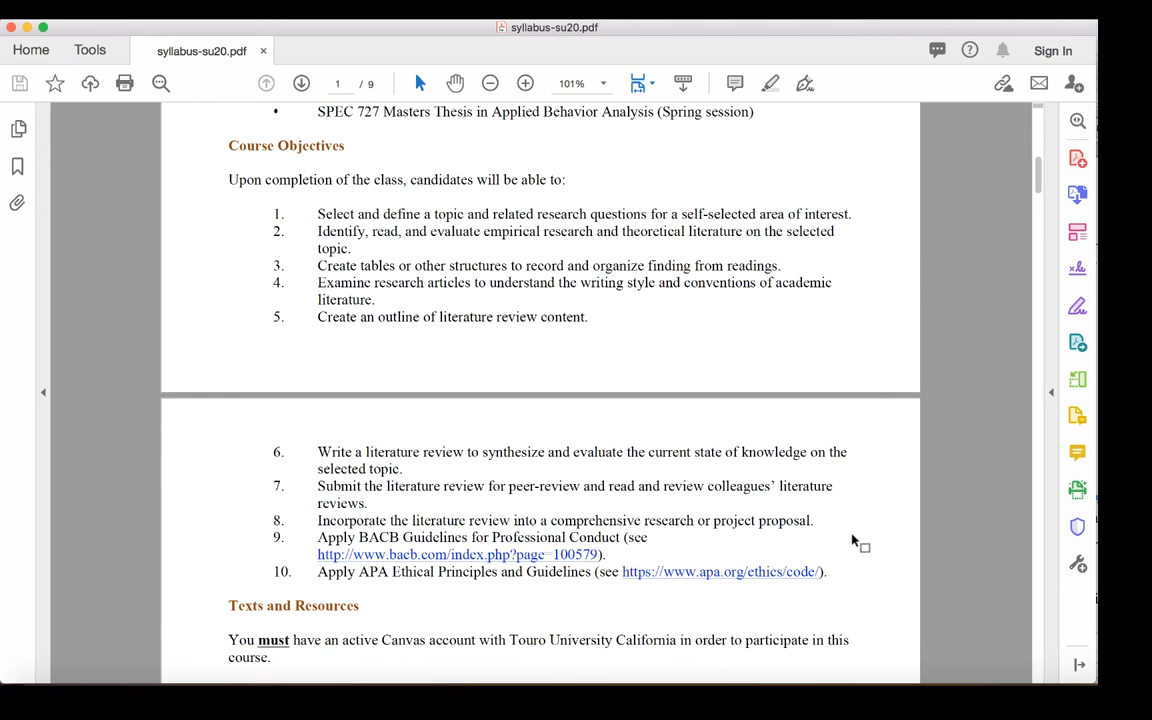 syllabus-su20.pdf
Home Tools syllabus-su20.pdf × Sign In
1 / 9 101%
• SPEC 727 Masters Thesis in Applied Behavior Analysis (Spring session)
Course Objectives
Upon completion of the class, candidates will be able to:
1. Select and define a topic and related research questions for a self-selected area of interest.
2. Identify, read, and evaluate empirical research and theoretical literature on the selected
topic.
3. Create tables or other structures to record and organize finding from readings.
4. Examine research articles to understand the writing style and conventions of academic
literature.
5. Create an outline of literature review content.
6. Write a literature review to synthesize and evaluate the current state of knowledge on the
selected topic.
7. Submit the literature review for peer-review and read and review colleagues’ literature
reviews.
8. Incorporate the literature review into a comprehensive research or project proposal.
9. Apply BACB Guidelines for Professional Conduct (see
http://www.bacb.com/index.php?page=100579).
10. Apply APA Ethical Principles and Guidelines (see https://www.apa.org/ethics/code/).
Texts and Resources
You must have an active Canvas account with Touro University California in order to participate in this
course.